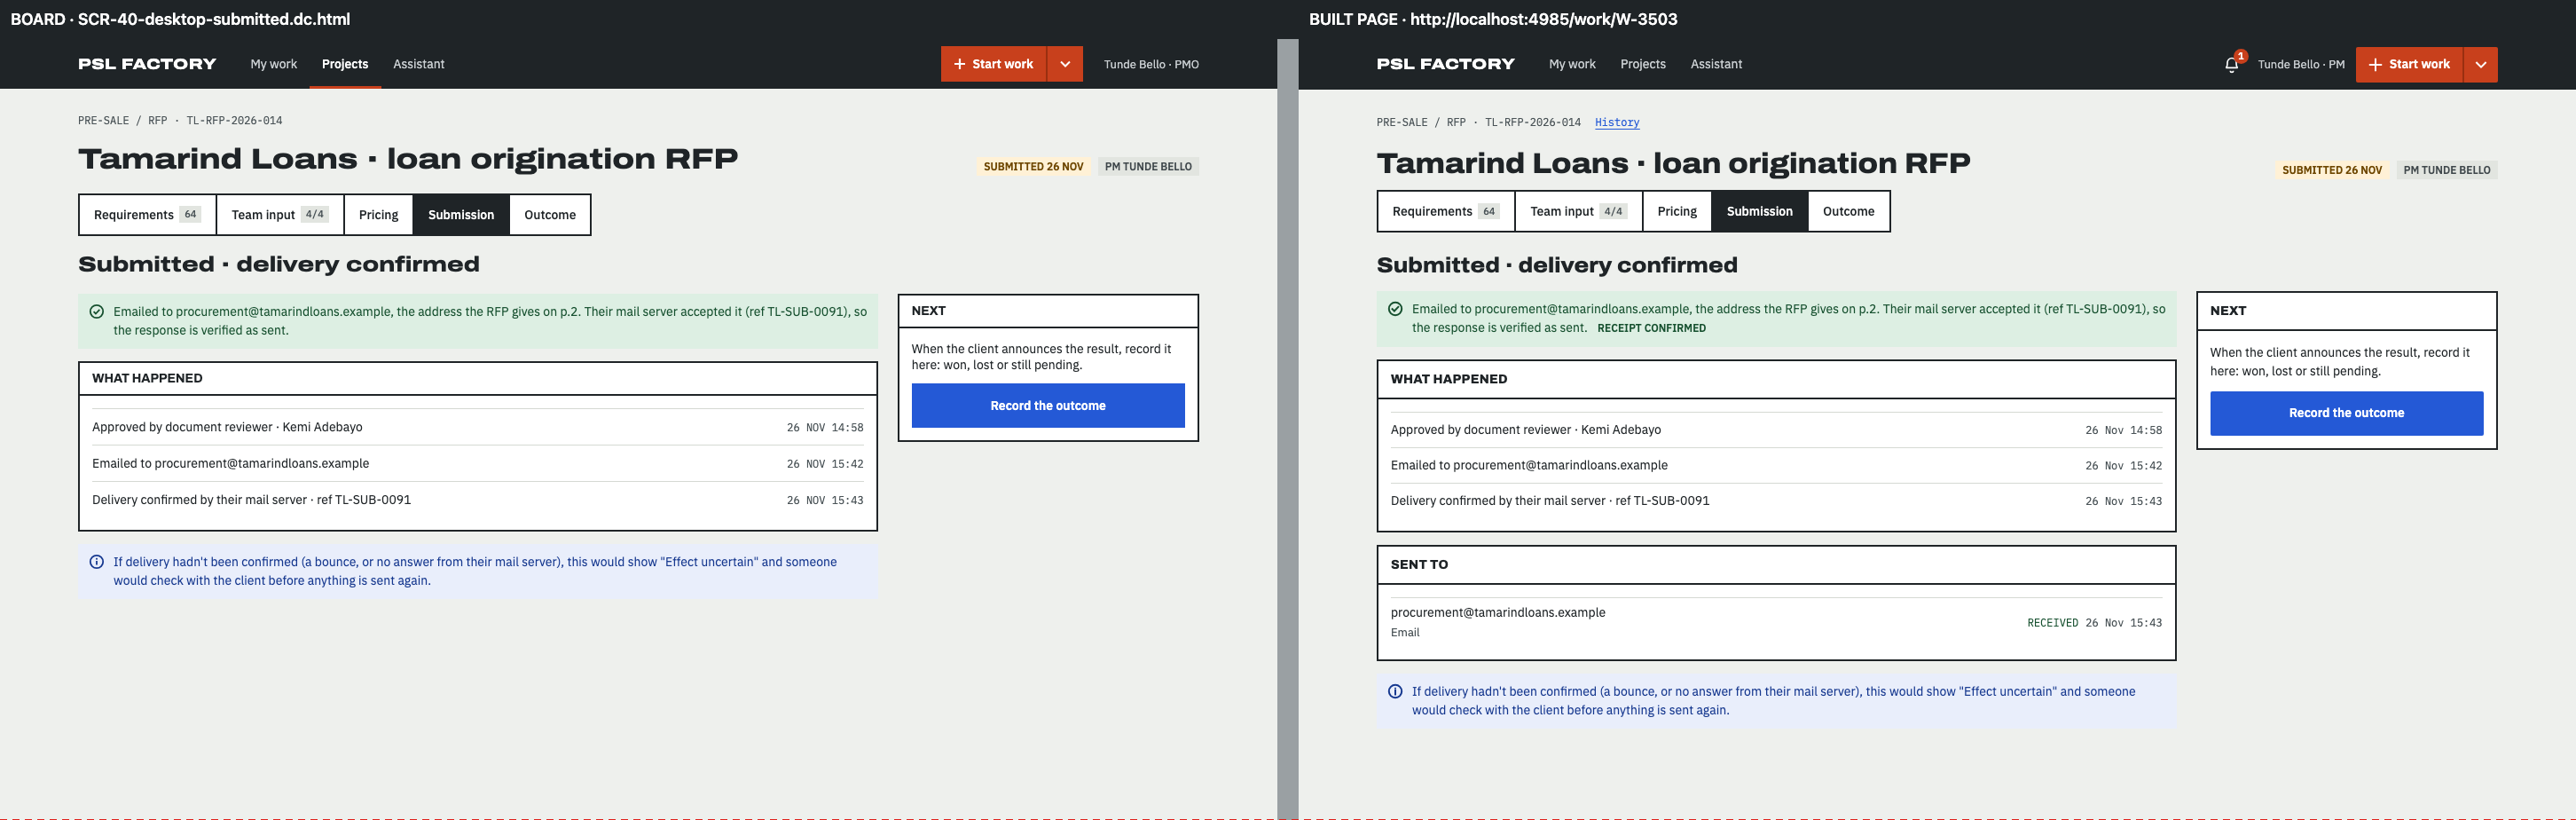 BOARD · SCR-40-desktop-submitted.dc.html
PSL FACTORY
My work
Projects
Assistant
Start work
Tunde Bello · PMO
PRE-SALE / RFP · TL-RFP-2026-014
Tamarind Loans · loan origination RFP
SUBMITTED 26 NOV
PM TUNDE BELLO
Requirements 64
Team input 4/4
Pricing
Submission
Outcome
Submitted · delivery confirmed
Emailed to procurement@tamarindloans.example, the address the RFP gives on p.2. Their mail server accepted it (ref TL-SUB-0091), so
the response is verified as sent.
WHAT HAPPENED
Approved by document reviewer · Kemi Adebayo 26 NOV 14:58
Emailed to procurement@tamarindloans.example 26 NOV 15:42
Delivery confirmed by their mail server · ref TL-SUB-0091 26 NOV 15:43
If delivery hadn't been confirmed (a bounce, or no answer from their mail server), this would show "Effect uncertain" and someone
would check with the client before anything is sent again.
NEXT
When the client announces the result, record it
here: won, lost or still pending.
Record the outcome
BUILT PAGE · http://localhost:4985/work/W-3503
PSL FACTORY
My work
Projects
Assistant
1
Tunde Bello · PM
Start work
PRE-SALE / RFP · TL-RFP-2026-014 History
Tamarind Loans · loan origination RFP
SUBMITTED 26 NOV
PM TUNDE BELLO
Requirements 64
Team input 4/4
Pricing
Submission
Outcome
Submitted · delivery confirmed
Emailed to procurement@tamarindloans.example, the address the RFP gives on p.2. Their mail server accepted it (ref TL-SUB-0091), so
the response is verified as sent. RECEIPT CONFIRMED
WHAT HAPPENED
Approved by document reviewer · Kemi Adebayo 26 Nov 14:58
Emailed to procurement@tamarindloans.example 26 Nov 15:42
Delivery confirmed by their mail server · ref TL-SUB-0091 26 Nov 15:43
SENT TO
procurement@tamarindloans.example
Email
RECEIVED 26 Nov 15:43
If delivery hadn't been confirmed (a bounce, or no answer from their mail server), this would show "Effect uncertain" and someone
would check with the client before anything is sent again.
NEXT
When the client announces the result, record it
here: won, lost or still pending.
Record the outcome